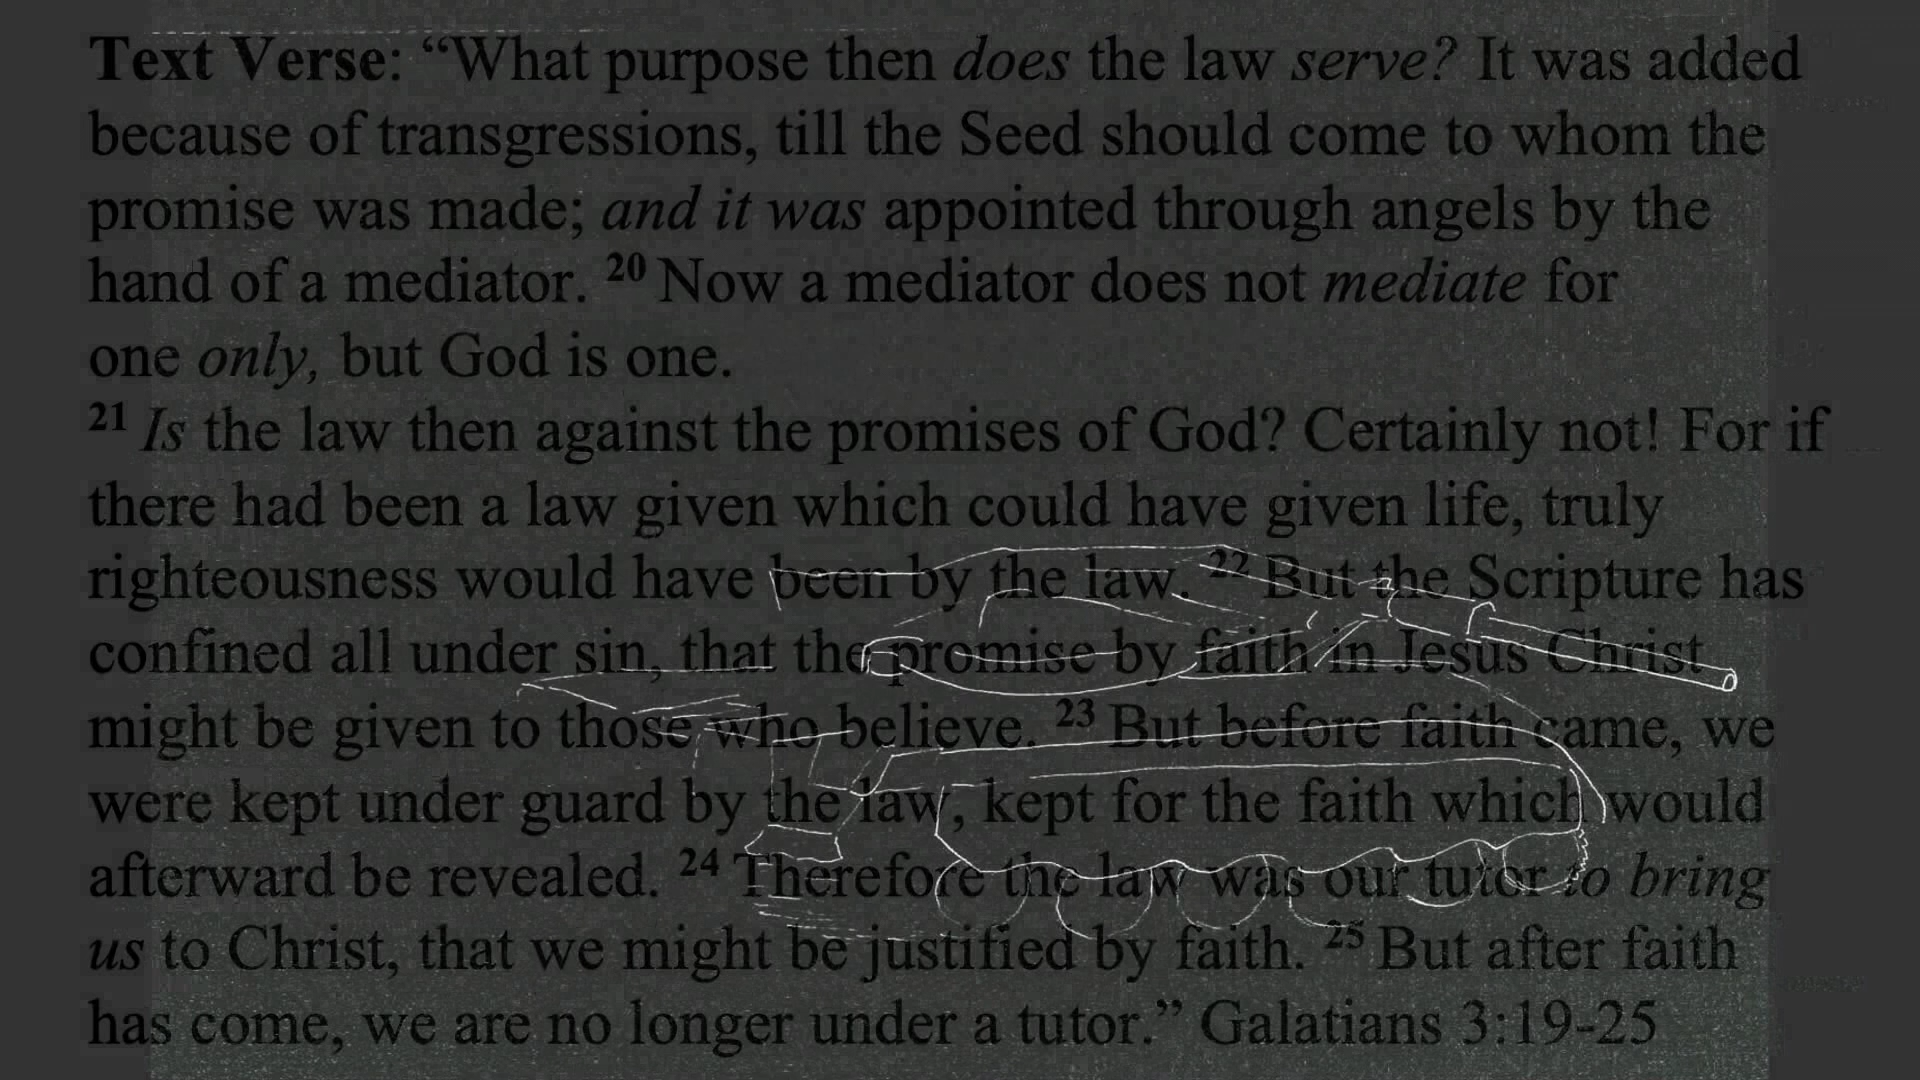 Text Verse: “What purpose then does the law serve? It was added
because of transgressions, till the Seed should come to whom the
promise was made; and it was appointed through angels by the
hand of a mediator. 20 Now a mediator does not mediate for
one only, but God is one.
21 Is the law then against the promises of God? Certainly not! For if
there had been a law given which could have given life, truly
righteousness would have been by the law. 22 But the Scripture has
confined all under sin, that the promise by faith in Jesus Christ
might be given to those who believe. 23 But before faith came, we
were kept under guard by the law, kept for the faith which would
afterward be revealed. 24 Therefore the law was our tutor to bring
us to Christ, that we might be justified by faith. 25 But after faith
has come, we are no longer under a tutor.” Galatians 3:19-25